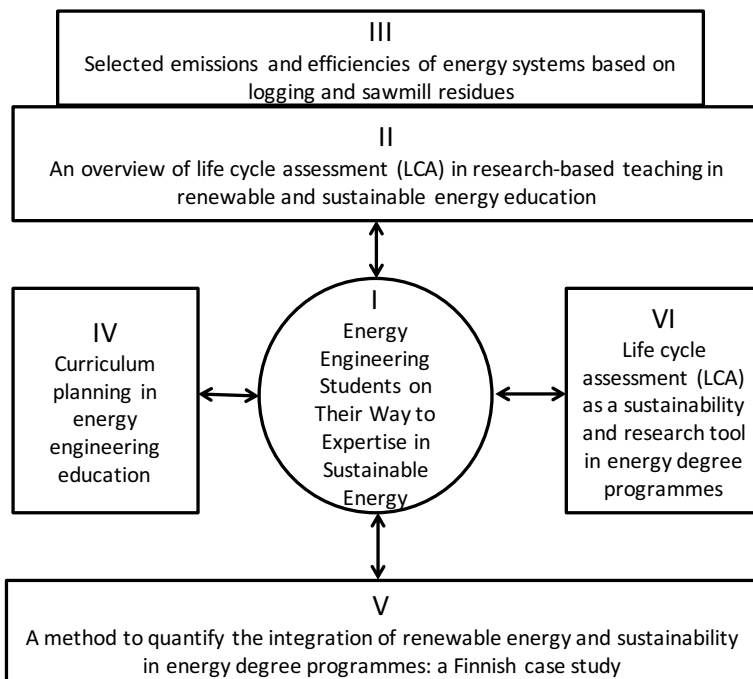 III
Selected emissions and efficiencies of energy systems based on
logging and sawmill residues
II
An overview of life cycle assessment (LCA) in research-based teaching in
renewable and sustainable energy education
IV
Curriculum
planning in
energy
engineering
education
I
Energy
Engineering
Students on
Their Way to
Expertise in
Sustainable
Energy
VI
Life cycle
assessment (LCA)
as a sustainability
and research tool
in energy degree
programmes
V
A method to quantify the integration of renewable energy and sustainability
in energy degree programmes: a Finnish case study